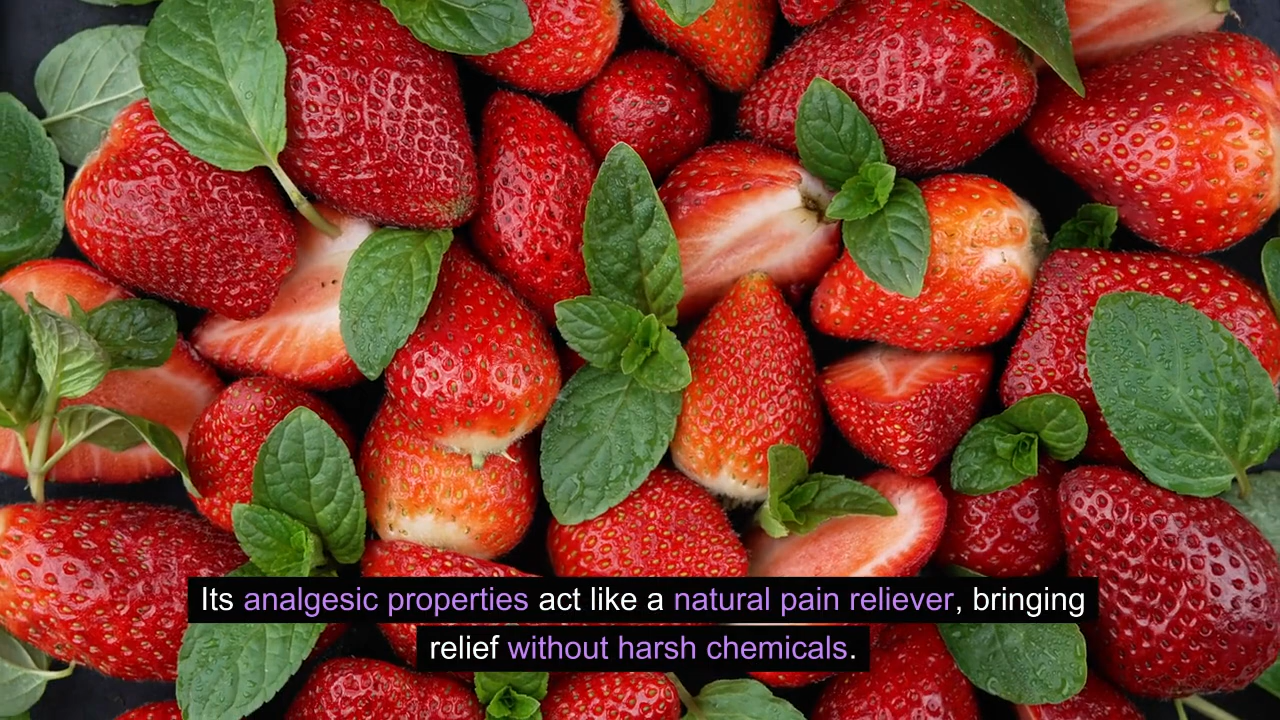 Its analgesic properties act like a natural pain reliever, bringing
relief without harsh chemicals.